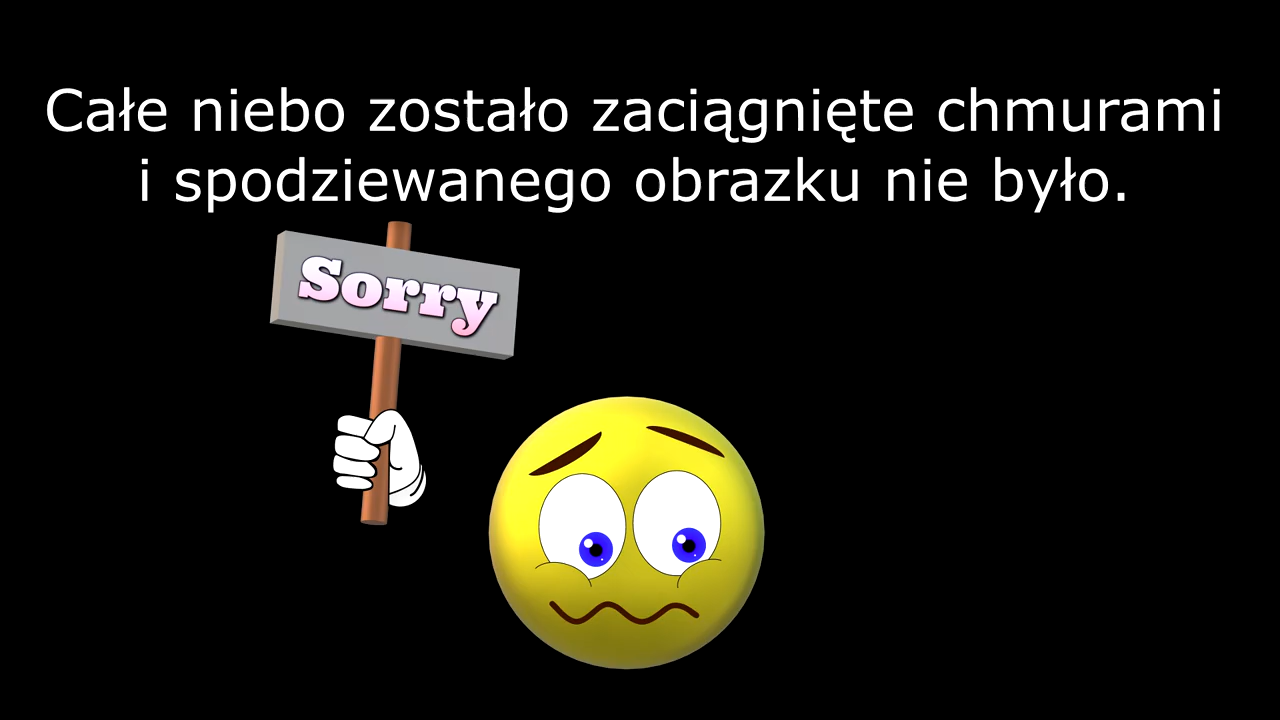 Całe niebo zostało zaciągnięte chmurami
i spodziewanego obrazku nie było.
Sorry